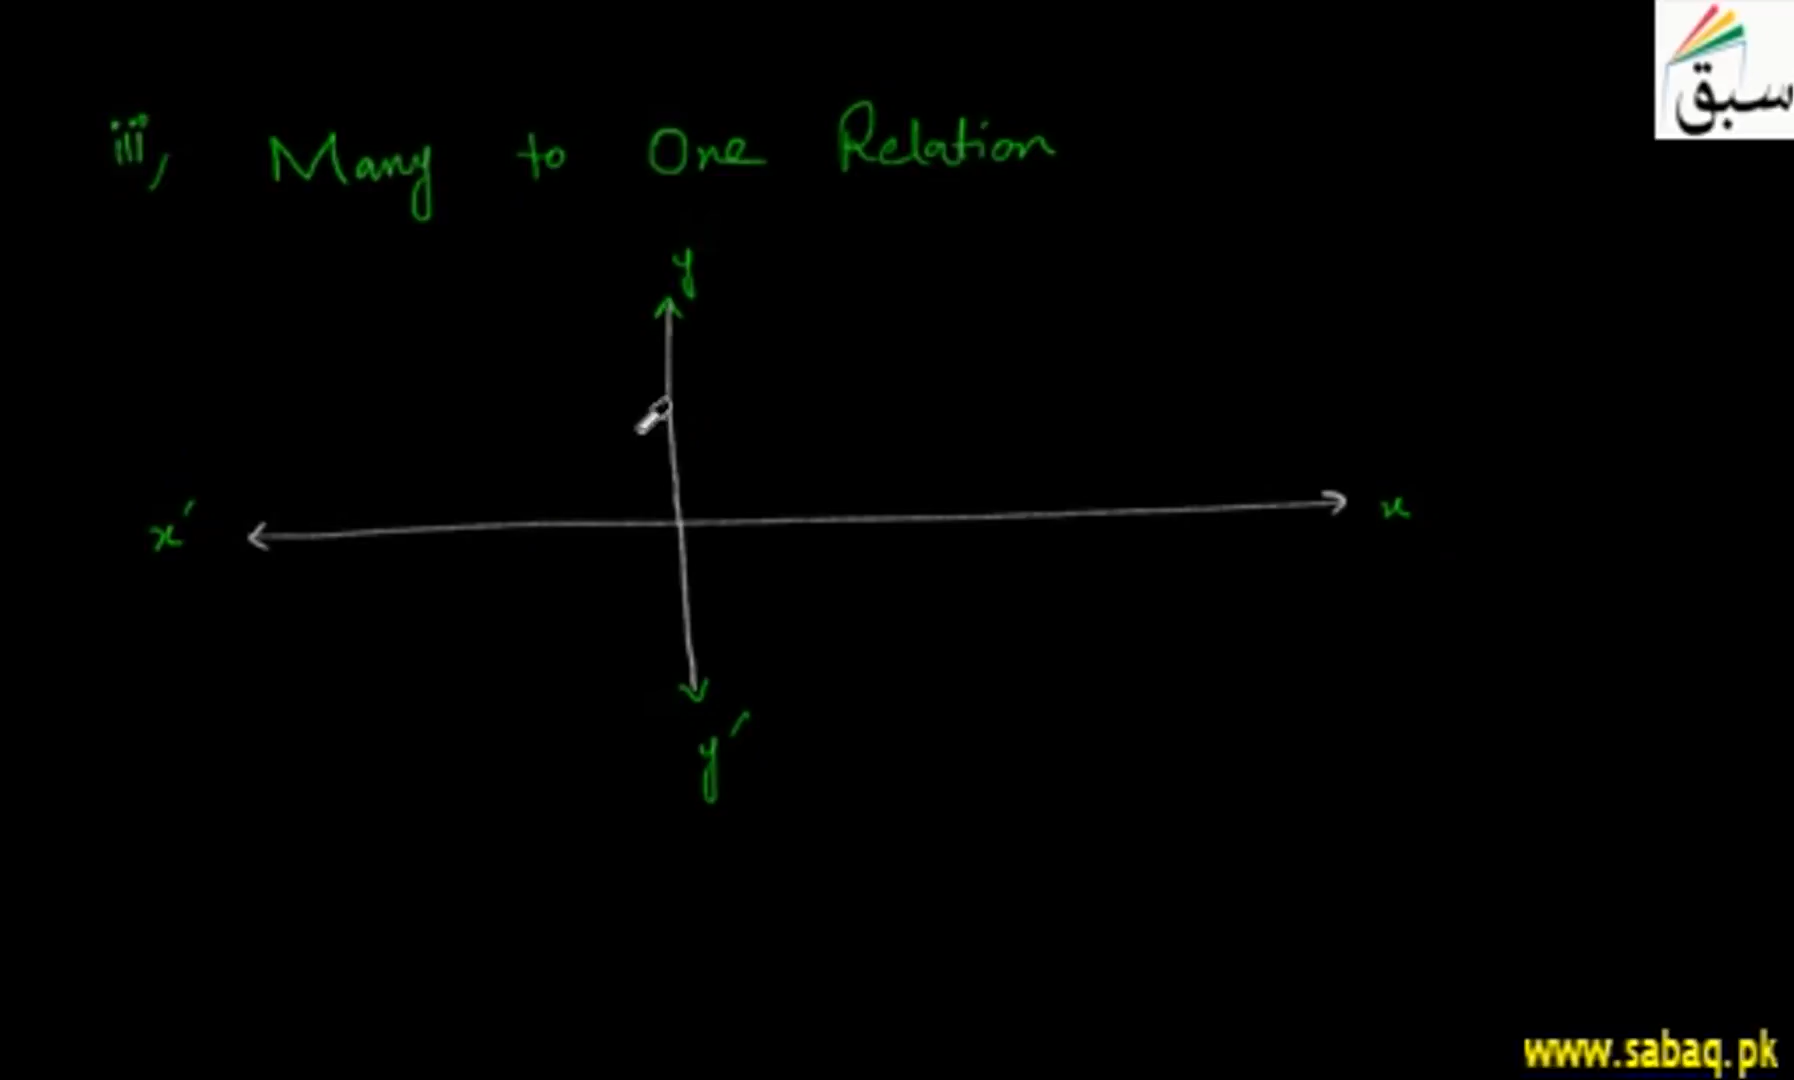 سبق
iii, Many to One Relation
y
x′ x
y′
www.sabaq.pk